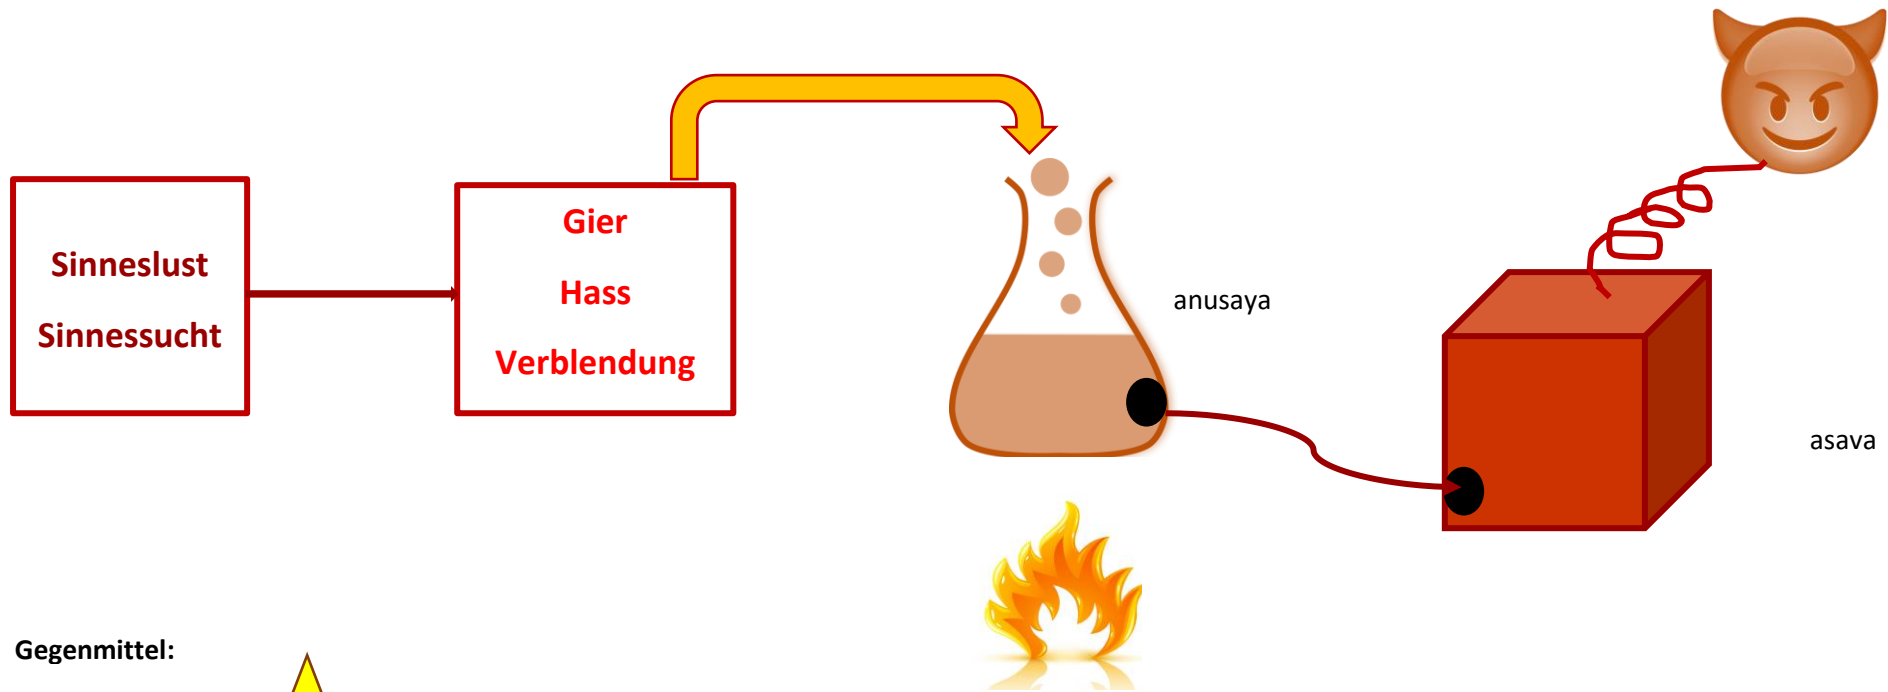 Sinneslust
Sinnessucht
Gier
Hass
Verblendung
anusaya
asava
Gegenmittel: